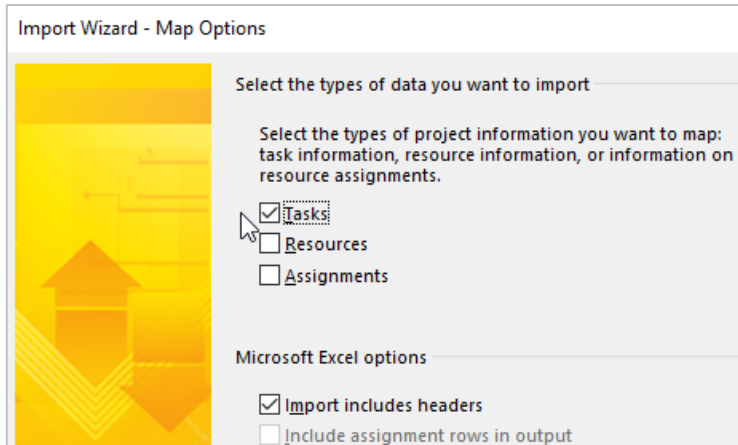 Import Wizard - Map Options
Select the types of data you want to import
Select the types of project information you want to map:
task information, resource information, or information on
resource assignments.
Tasks
Resources
Assignments
Microsoft Excel options
Import includes headers
Include assignment rows in output